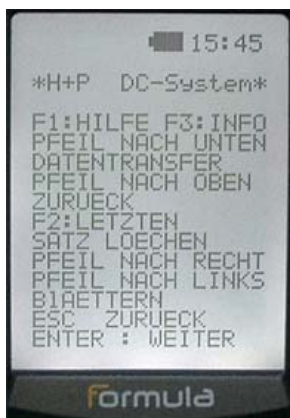 15:45
*H+P DC-System*
F1:HILFE F3:INFO
PFEIL NACH UNTEN
DATENTRANSFER
PFEIL NACH OBEN
ZURUECK
F2:LETZTEN
SATZ LOECHEN
PFEIL NACH RECHT
PFEIL NACH LINKS
BlAETTERN
ESC ZURUECK
ENTER : WEITER
formula